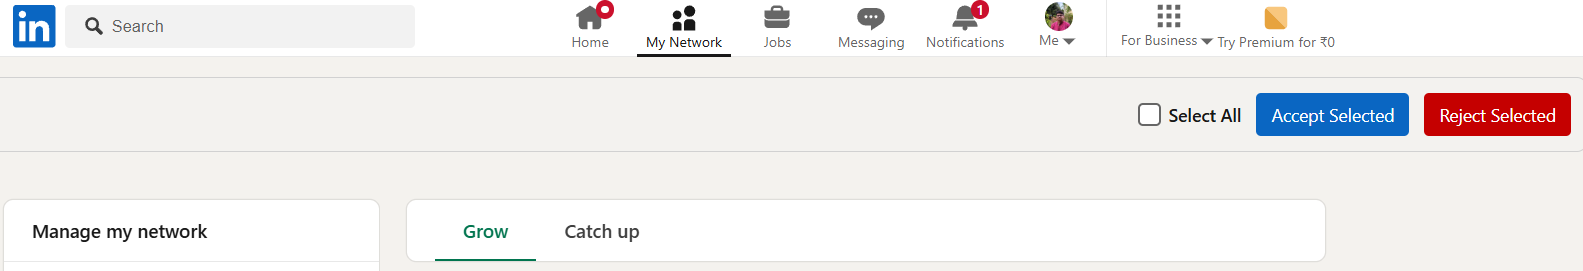 in
Search
Home
My Network
Jobs
Messaging
1
Notifications
Me
For Business
Try Premium for ₹0
Select All
Accept Selected
Reject Selected
Manage my network
Grow
Catch up